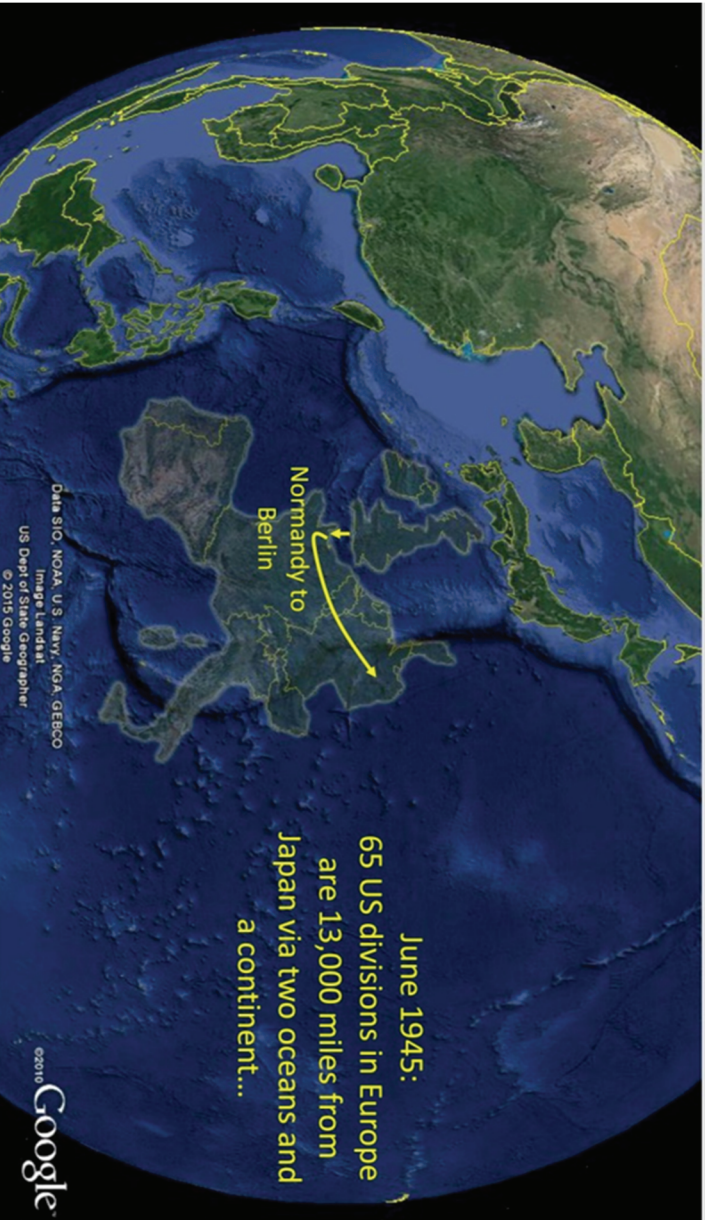 Normandy to
Berlin
June 1945:
65 US divisions in Europe
are 13,000 miles from
Japan via two oceans and
a continent...
Data SIO, NOAA, U.S. Navy, NGA, GEBCO
Image Landsat
US Dept of State Geographer
© 2015 Google
©2010 Google